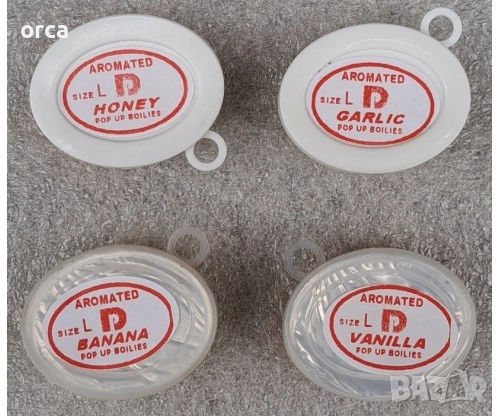 orca
AROMATED
SIZE L D
HONEY
POP UP BOILIES
AROMATED
SIZE L D
GARLIC
POP UP BOILIES
AROMATED
SIZE L D
BANANA
POP UP BOILIES
AROMATED
SIZE L D
VANILLA
POP UP BOILIES
BAZAR